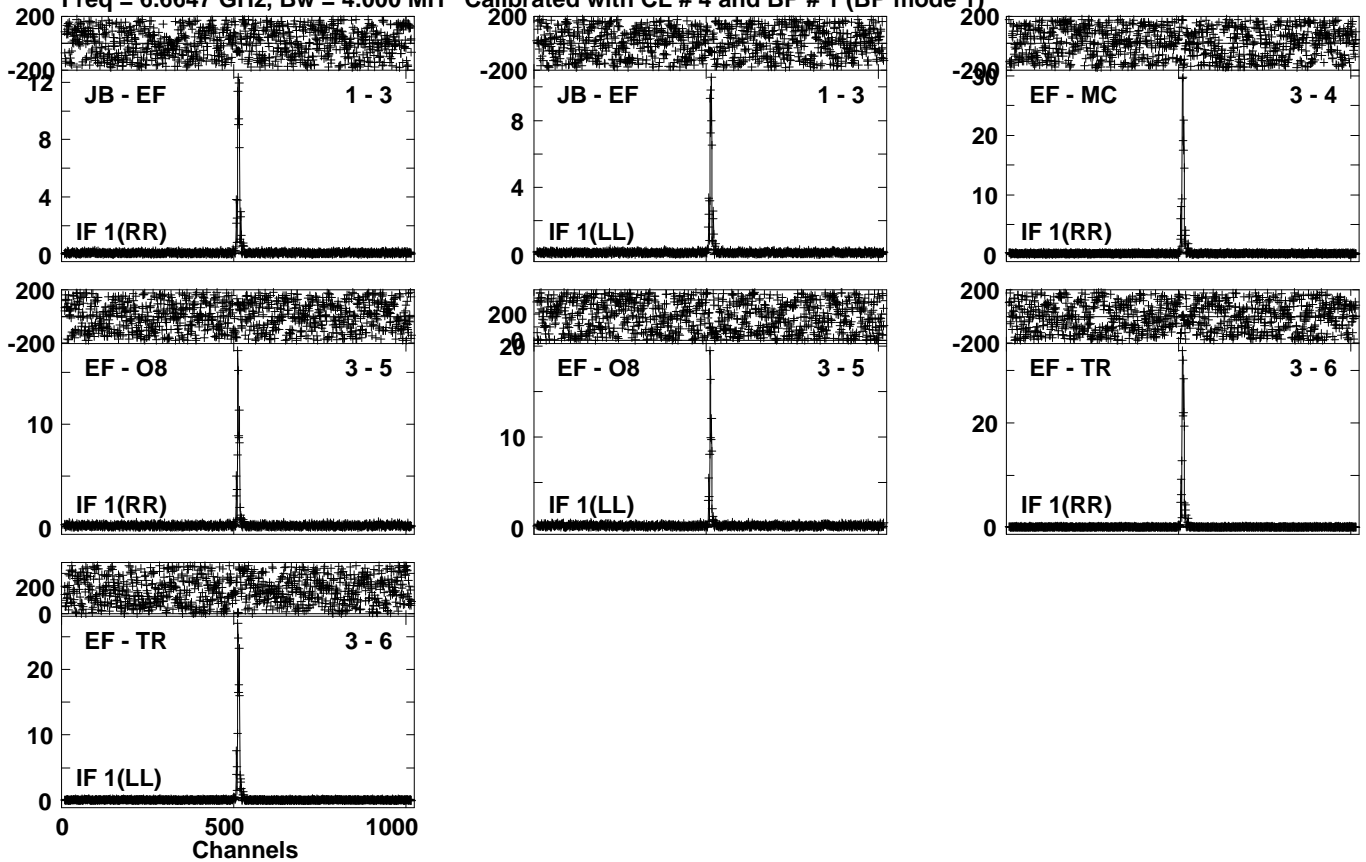 Freq = 6.6647 GHz, Bw = 4.000 MH Calibrated with CL # 4 and BP # 1 (BP mode 1)
200 200 200
-200 -200 -200
12 30
JB - EF 1 - 3 JB - EF 1 - 3 EF - MC 3 - 4
8 8 20
4 4 10
IF 1(RR) IF 1(LL) IF 1(RR)
0 0 0
200 200 200
-200 0 -200
20
EF - O8 3 - 5 EF - O8 3 - 5 EF - TR 3 - 6
10 10 20
IF 1(RR) IF 1(LL) IF 1(RR)
0 0 0
200
0
EF - TR 3 - 6
20
10
IF 1(LL)
0
0 500 1000
Channels